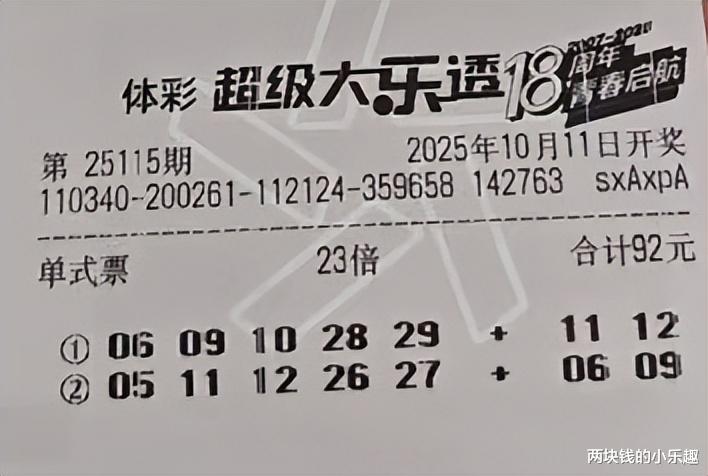 体彩 超级大乐透 18周年 青春启航
2007-2025
第 25115期 2025年10月11日开奖
110340-200261-112124-359658 142763 sxAxpA
单式票 23倍 合计92元
① 06 09 10 28 29 + 11 12
② 05 11 12 26 27 + 06 09
两块钱的小乐趣